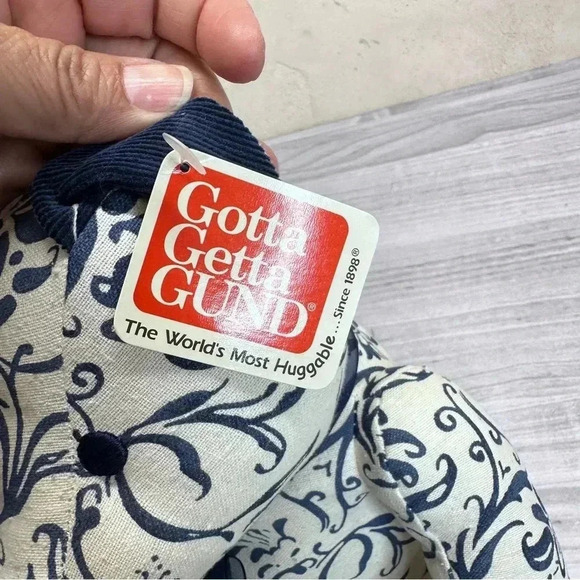 Gotta
Getta
GUND®
The World's Most Huggable... since 1898®